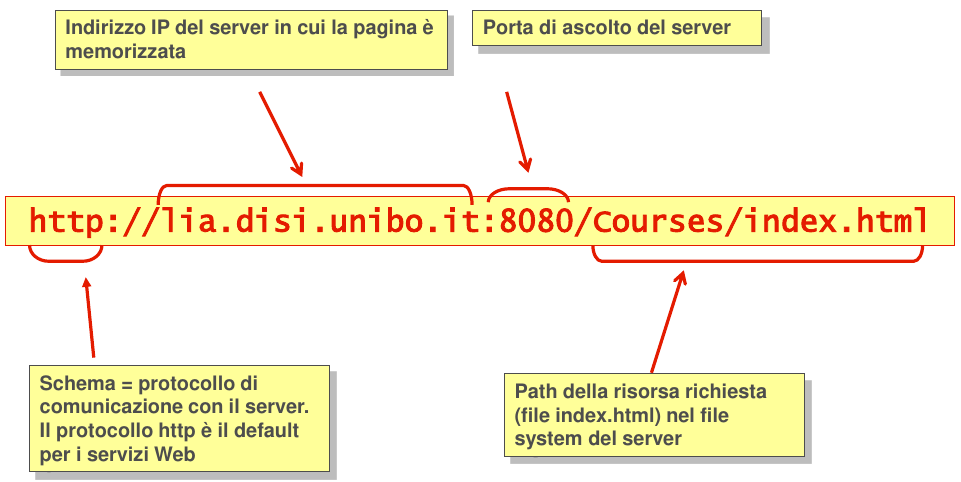 Indirizzo IP del server in cui la pagina è
memorizzata
Porta di ascolto del server
http://lia.disi.unibo.it:8080/Courses/index.html
Schema = protocollo di
comunicazione con il server.
Il protocollo http è il default
per i servizi Web
Path della risorsa richiesta
(file index.html) nel file
system del server